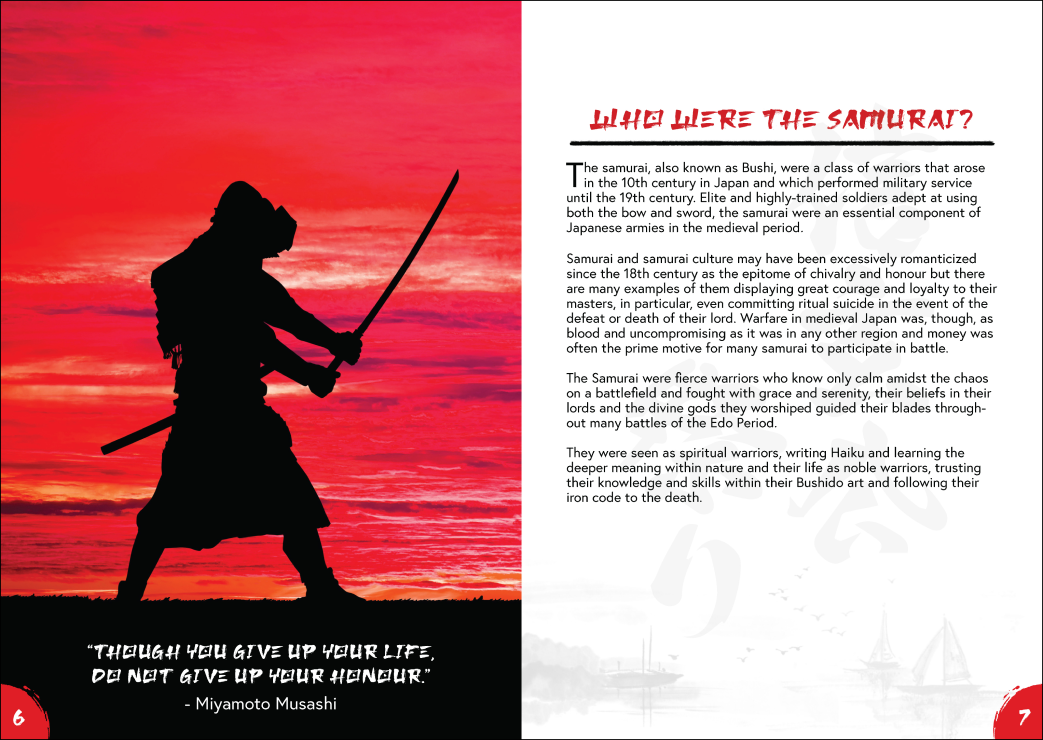 “THOUGH YOU GIVE UP YOUR LIFE,
DO NOT GIVE UP YOUR HONOUR.”
- Miyamoto Musashi
6
WHO WERE THE SAMURAI?
The samurai, also known as Bushi, were a class of warriors that arose
in the 10th century in Japan and which performed military service
until the 19th century. Elite and highly-trained soldiers adept at using
both the bow and sword, the samurai were an essential component of
Japanese armies in the medieval period.
Samurai and samurai culture may have been excessively romanticized
since the 18th century as the epitome of chivalry and honour but there
are many examples of them displaying great courage and loyalty to their
masters, in particular, even committing ritual suicide in the event of the
defeat or death of their lord. Warfare in medieval Japan was, though, as
blood and uncompromising as it was in any other region and money was
often the prime motive for many samurai to participate in battle.
The Samurai were fierce warriors who know only calm amidst the chaos
on a battlefield and fought with grace and serenity, their beliefs in their
lords and the divine gods they worshiped guided their blades through-
out many battles of the Edo Period.
They were seen as spiritual warriors, writing Haiku and learning the
deeper meaning within nature and their life as noble warriors, trusting
their knowledge and skills within their Bushido art and following their
iron code to the death.
7